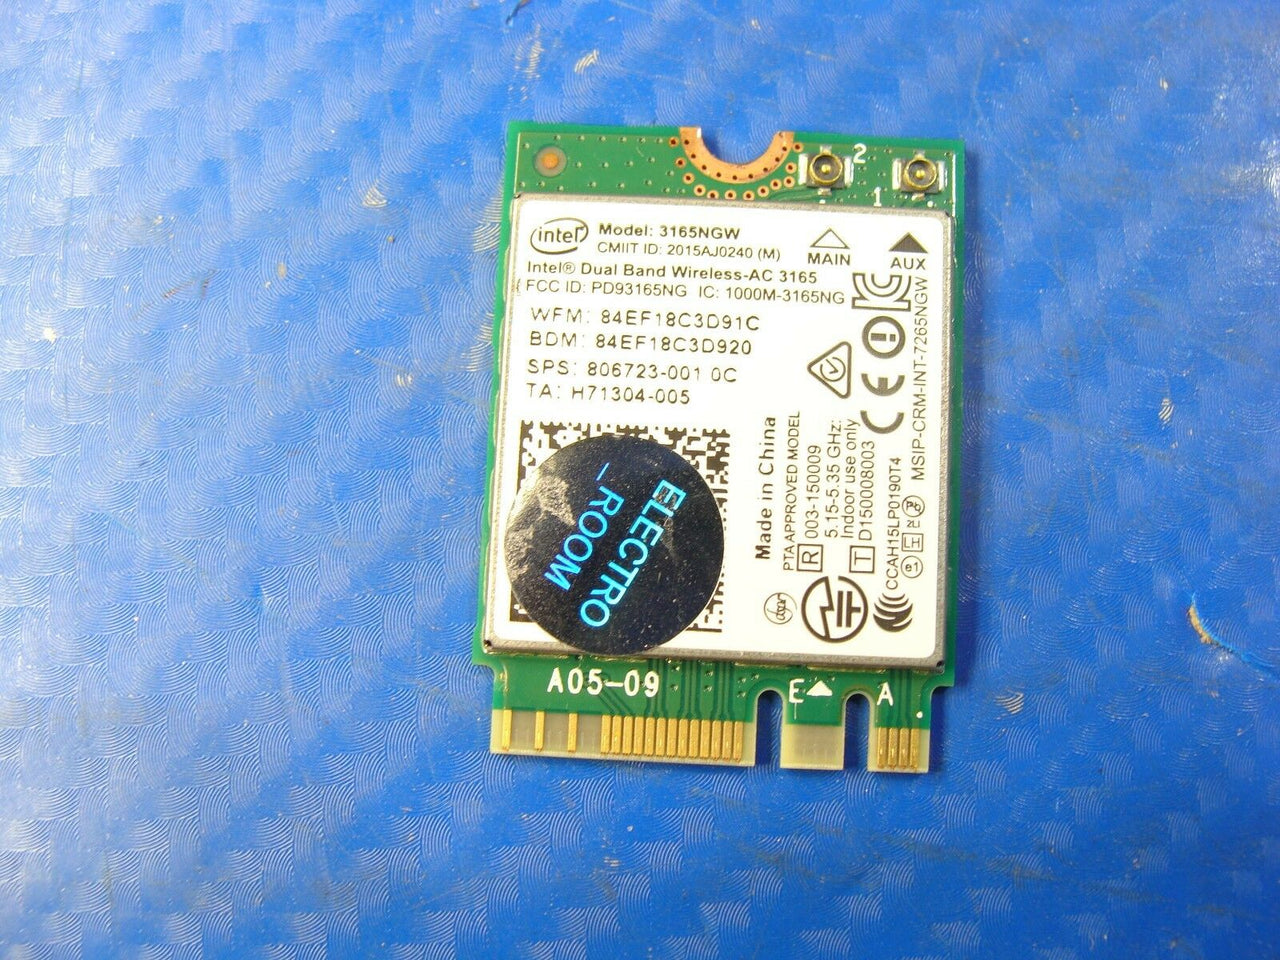 2
1
intel
Model: 3165NGW
CMIIT ID: 2015AJ0240 (M)
MAIN
AUX
Intel® Dual Band Wireless-AC 3165
FCC ID: PD93165NG IC: 1000M-3165NG
WFM: 84EF18C3D91C
BDM: 84EF18C3D920
SPS: 806723-001 0C
TA: H71304-005
CE
MSIP-CRM-INT-7265NGW
Made in China
PTA APPROVED MODEL
R 003-150009
5.15-5.35 GHz:
Indoor use only
T D150008003
CCAH15LP0190T4
e1
ELECTRO
_ROOM
A05-09
E
A